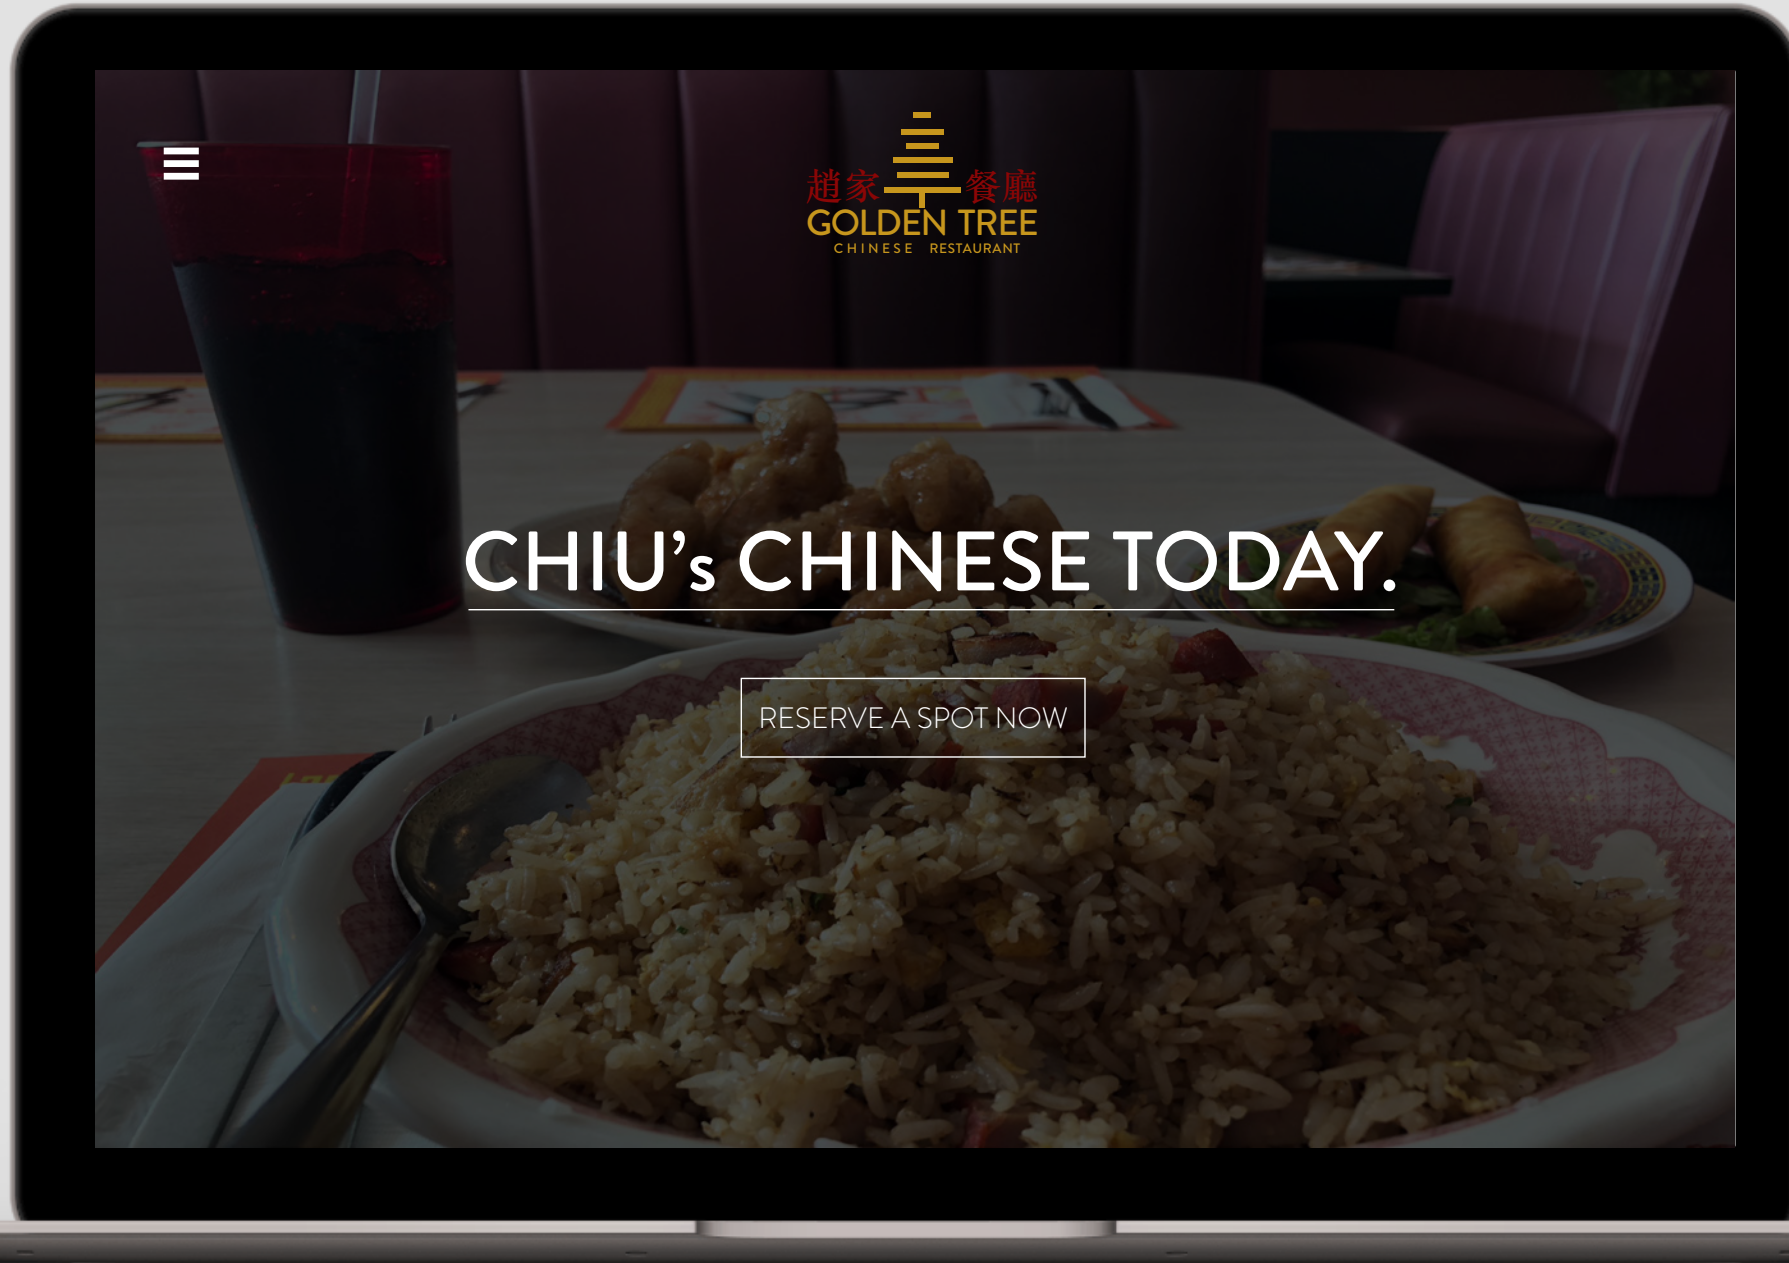 趙家 餐廳
GOLDEN TREE
CHINESE RESTAURANT
CHIU's CHINESE TODAY.
RESERVE A SPOT NOW